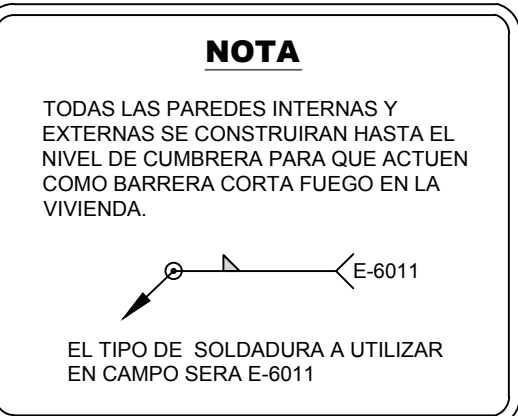 NOTA
TODAS LAS PAREDES INTERNAS Y
EXTERNAS SE CONSTRUIRAN HASTA EL
NIVEL DE CUMBRERA PARA QUE ACTUEN
COMO BARRERA CORTA FUEGO EN LA
VIVIENDA.
E-6011
EL TIPO DE SOLDADURA A UTILIZAR
EN CAMPO SERA E-6011